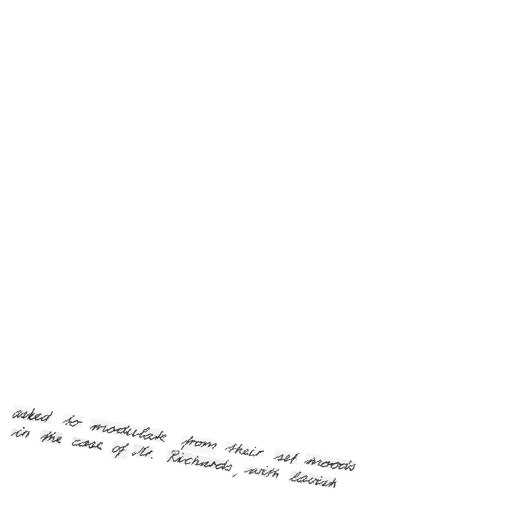 asked to modulate from their set moods
in the case of Mr. Richards, with lavish